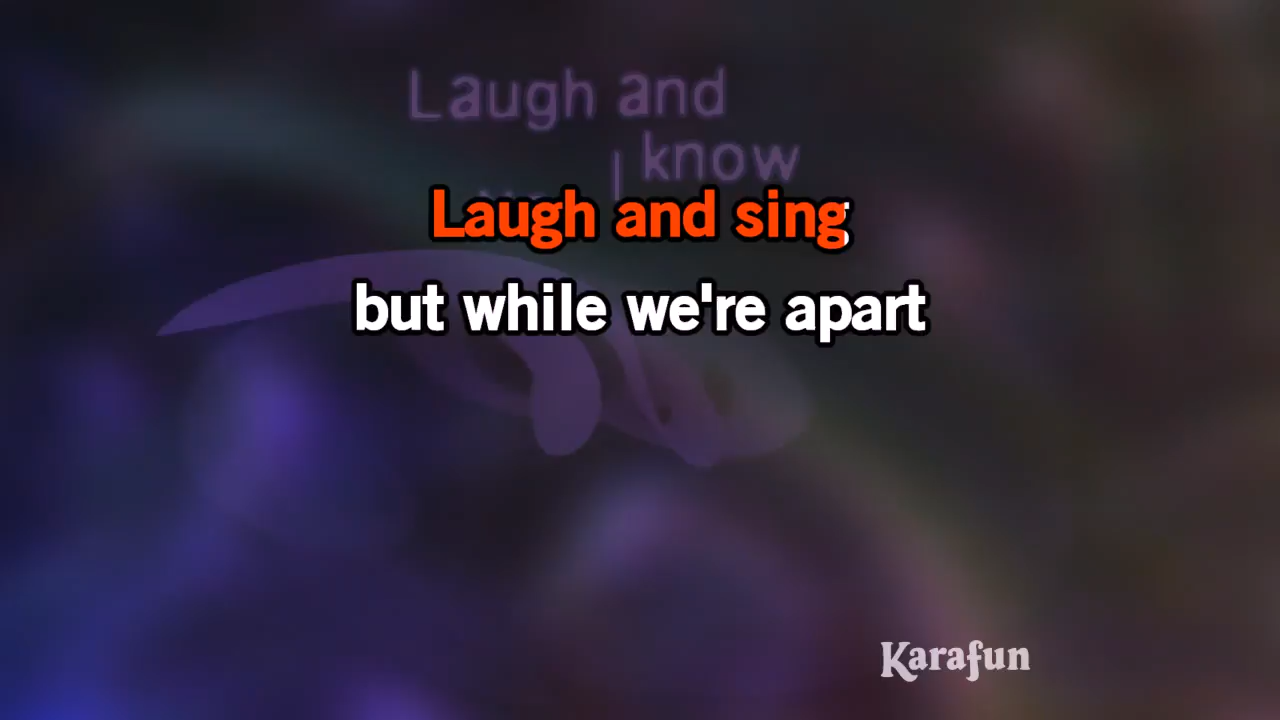 Laugh and
I know
Laugh and sing
but while we're apart
Karafun